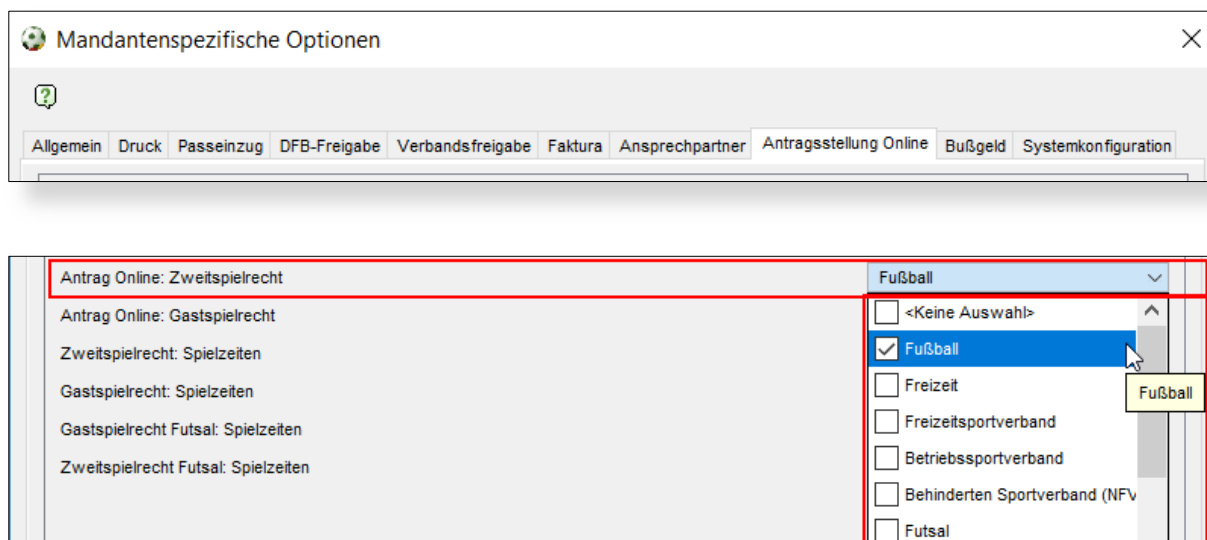 Mandantenspezifische Optionen
Allgemein Druck Passeinzug DFB-Freigabe Verbandsfreigabe Faktura Ansprechpartner Antragsstellung Online Bußgeld Systemkonfiguration
Antrag Online: Zweitspielrecht Fußball
Antrag Online: Gastspielrecht <Keine Auswahl>
Zweitspielrecht: Spielzeiten Fußball
Gastspielrecht: Spielzeiten Freizeit Fußball
Gastspielrecht Futsal: Spielzeiten Freizeitsportverband
Zweitspielrecht Futsal: Spielzeiten Betriebssportverband
Behinderten Sportverband (NFV
Futsal